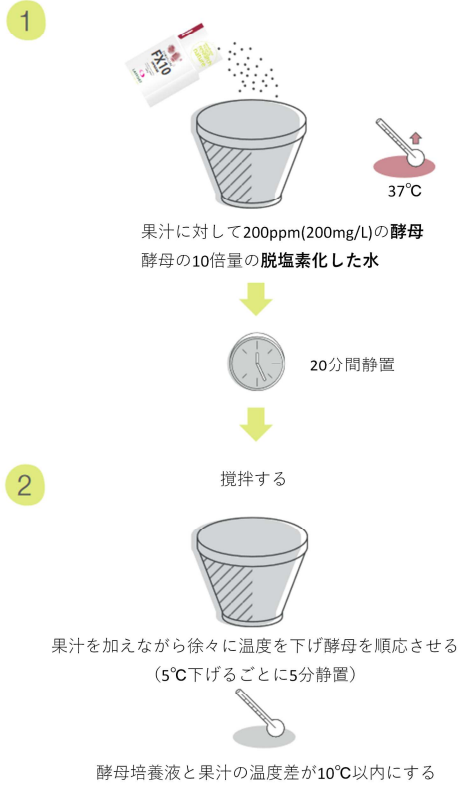 1
FX10
37℃
果汁に対して200ppm(200mg/L)の酵母
酵母の10倍量の脱塩素化した水
20分間静置
2
撹拌する
果汁を加えながら徐々に温度を下げ酵母を順応させる
（5℃下げるごとに5分静置）
酵母培養液と果汁の温度差が10℃以内にする